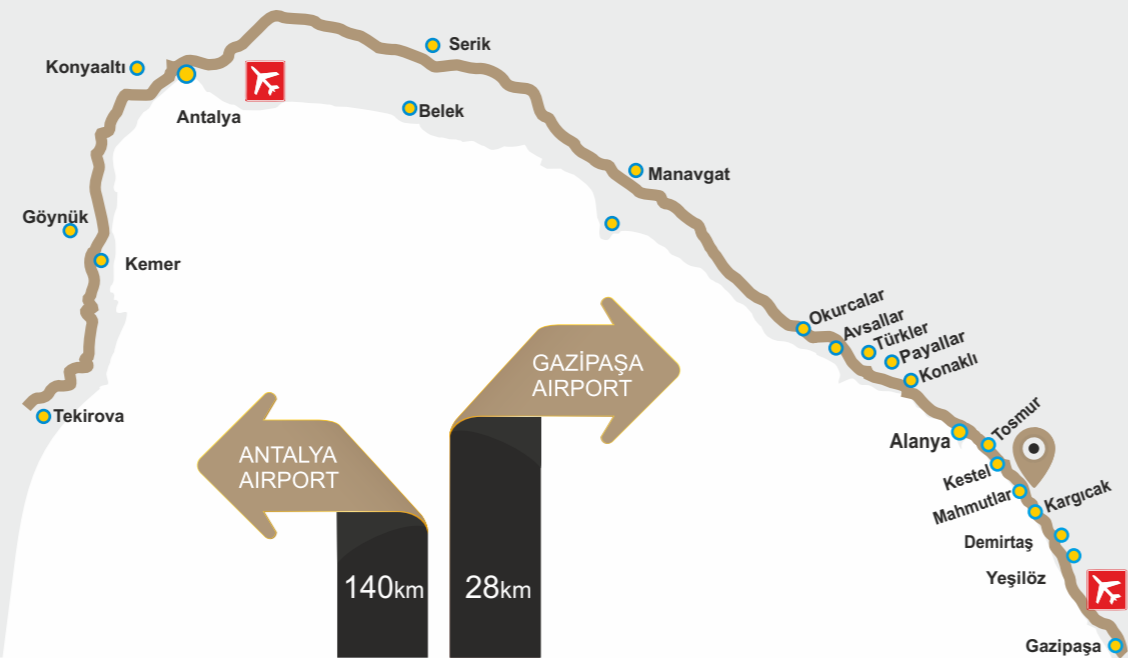 Serik
Konyaaltı
Antalya
Belek
Manavgat
Göynük
Kemer
Okurcalar
Avsallar
Türkler
Payallar
Konaklı
GAZİPAŞA
AIRPORT
Tekirova
Alanya
Tosmur
ANTALYA
AIRPORT
Kestel
Mahmutlar
Kargıcak
Demirtaş
Yeşilöz
140km
28km
Gazipaşa